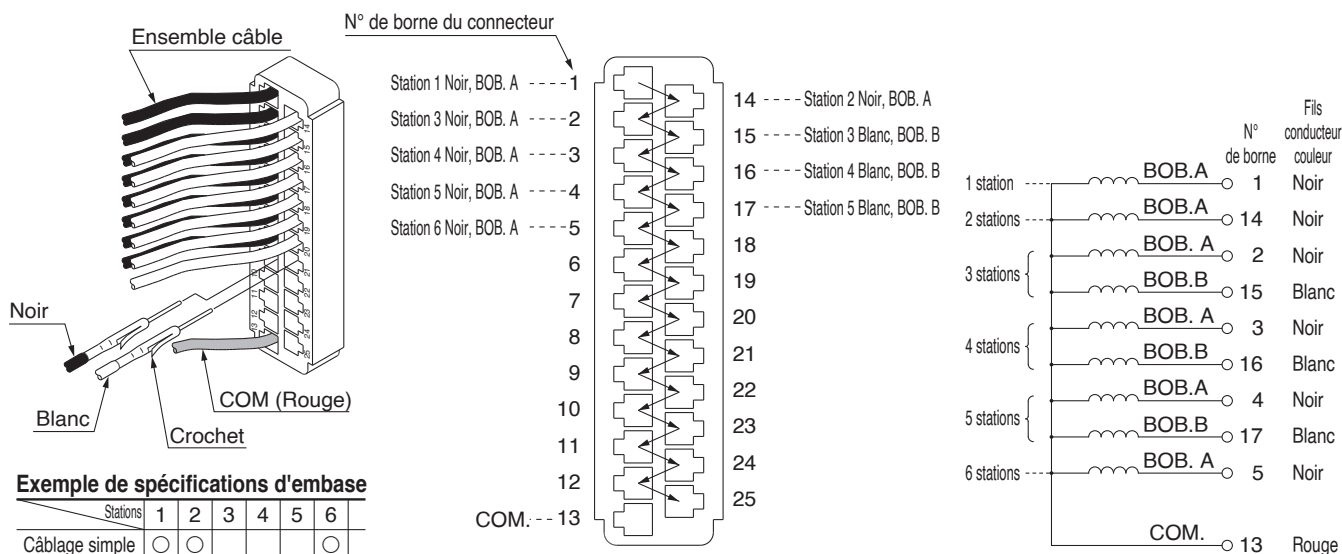 N° de borne du connecteur
Ensemble câble
Noir
Blanc
Crochet
COM (Rouge)
Station 1 Noir, BOB. A 1
Station 3 Noir, BOB. A 2
Station 4 Noir, BOB. A 3
Station 5 Noir, BOB. A 4
Station 6 Noir, BOB. A 5
6
7
8
9
10
11
12
COM. 13
14 Station 2 Noir, BOB. A
15 Station 3 Blanc, BOB. B
16 Station 4 Blanc, BOB. B
17 Station 5 Blanc, BOB. B
18
19
20
21
22
23
24
25
N° de borne
Fils conducteur couleur
1 station BOB.A 1 Noir
2 stations BOB.A 14 Noir
3 stations BOB. A 2 Noir
BOB.B 15 Blanc
4 stations BOB. A 3 Noir
BOB.B 16 Blanc
5 stations BOB.A 4 Noir
BOB.B 17 Blanc
6 stations BOB. A 5 Noir
COM. 13 Rouge
Exemple de spécifications d'embase
Stations 1 2 3 4 5 6
Câblage simple ○ ○ ○